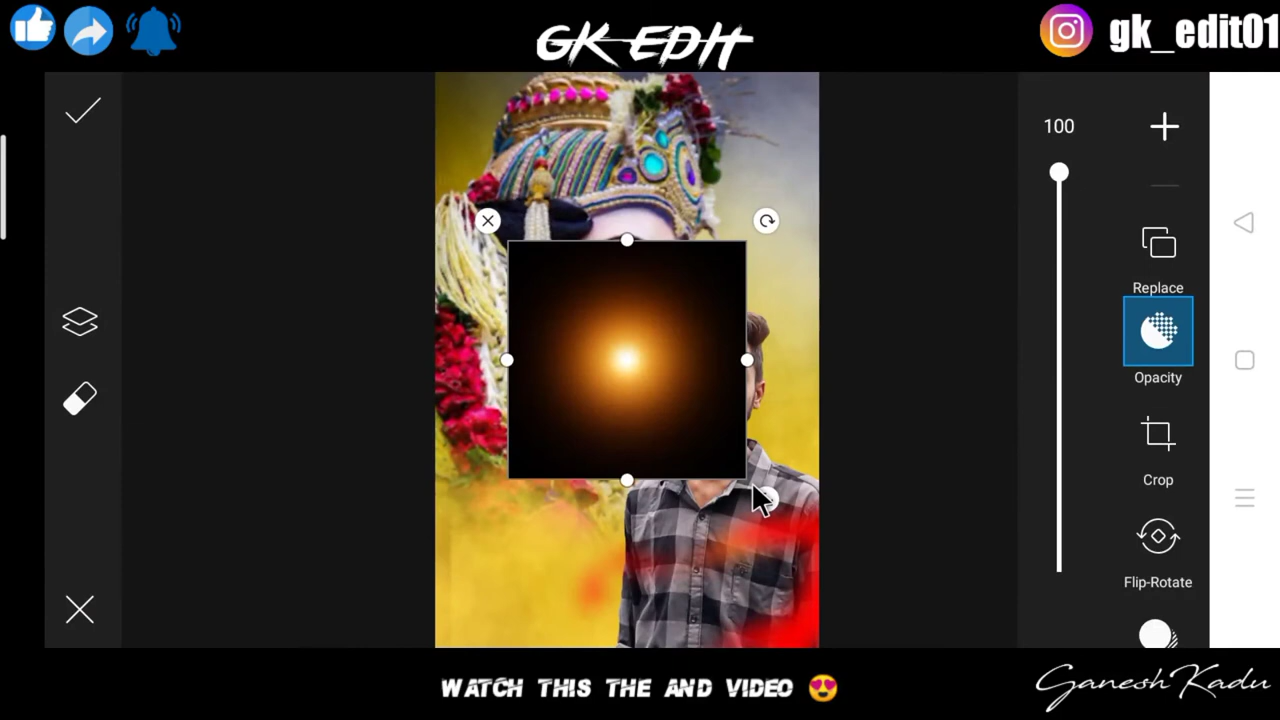 GK EDIT
gk_edit01
100
Replace
Opacity
Crop
Flip-Rotate
WATCH THIS THE AND VIDEO 😍
Ganesh Kadu